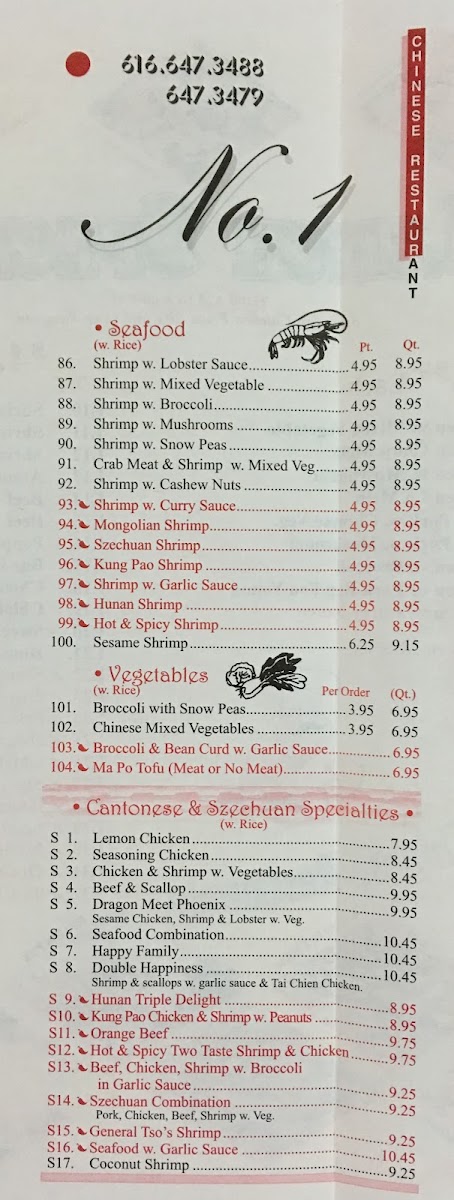 616.647.3488
647.3479
CHINESE RESTAURANT
No. 1
• Seafood
(w. Rice) Pt. Qt.
86. Shrimp w. Lobster Sauce 4.95 8.95
87. Shrimp w. Mixed Vegetable 4.95 8.95
88. Shrimp w. Broccoli 4.95 8.95
89. Shrimp w. Mushrooms 4.95 8.95
90. Shrimp w. Snow Peas 4.95 8.95
91. Crab Meat & Shrimp w. Mixed Veg. 4.95 8.95
92. Shrimp w. Cashew Nuts 4.95 8.95
93. Shrimp w. Curry Sauce 4.95 8.95
94. Mongolian Shrimp 4.95 8.95
95. Szechuan Shrimp 4.95 8.95
96. Kung Pao Shrimp 4.95 8.95
97. Shrimp w. Garlic Sauce 4.95 8.95
98. Hunan Shrimp 4.95 8.95
99. Hot & Spicy Shrimp 4.95 8.95
100. Sesame Shrimp 6.25 9.15
• Vegetables
(w. Rice) Per Order (Qt.)
101. Broccoli with Snow Peas 3.95 6.95
102. Chinese Mixed Vegetables 3.95 6.95
103. Broccoli & Bean Curd w. Garlic Sauce 6.95
104. Ma Po Tofu (Meat or No Meat) 6.95
• Cantonese & Szechuan Specialties •
(w. Rice)
S 1. Lemon Chicken 7.95
S 2. Seasoning Chicken 8.45
S 3. Chicken & Shrimp w. Vegetables 8.45
S 4. Beef & Scallop 9.95
S 5. Dragon Meet Phoenix 9.95
Sesame Chicken, Shrimp & Lobster w. Veg.
S 6. Seafood Combination 10.45
S 7. Happy Family 10.45
S 8. Double Happiness 10.45
Shrimp & scallops w. garlic sauce & Tai Chien Chicken.
S 9. Hunan Triple Delight 8.95
S10. Kung Pao Chicken & Shrimp w. Peanuts 8.95
S11. Orange Beef 9.75
S12. Hot & Spicy Two Taste Shrimp & Chicken 9.75
S13. Beef, Chicken, Shrimp w. Broccoli
in Garlic Sauce 9.25
S14. Szechuan Combination 9.25
Pork, Chicken, Beef, Shrimp w. Veg.
S15. General Tso's Shrimp 9.25
S16. Seafood w. Garlic Sauce 10.45
S17. Coconut Shrimp 9.25